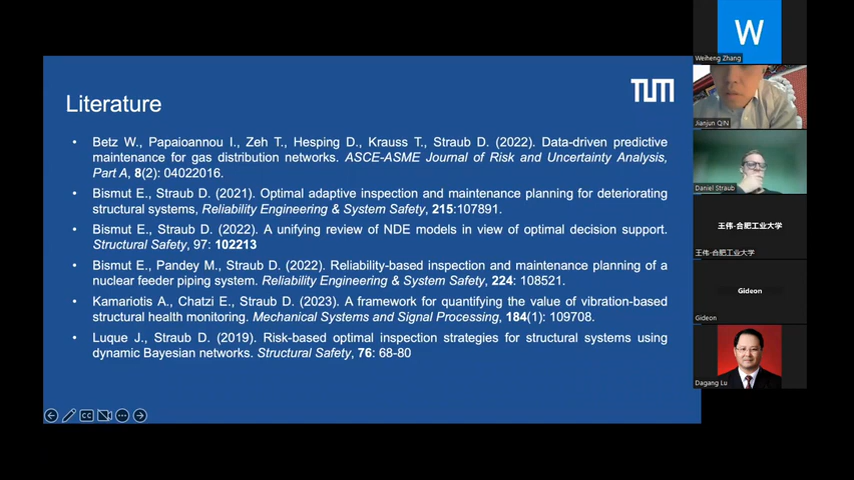 Literature
TUM
• Betz W., Papaioannou I., Zeh T., Hesping D., Krauss T., Straub D. (2022). Data-driven predictive
maintenance for gas distribution networks. ASCE-ASME Journal of Risk and Uncertainty Analysis,
Part A, 8(2): 04022016.
• Bismut E., Straub D. (2021). Optimal adaptive inspection and maintenance planning for deteriorating
structural systems, Reliability Engineering & System Safety, 215:107891.
• Bismut E., Straub D. (2022). A unifying review of NDE models in view of optimal decision support.
Structural Safety, 97: 102213
• Bismut E., Pandey M., Straub D. (2022). Reliability-based inspection and maintenance planning of a
nuclear feeder piping system. Reliability Engineering & System Safety, 224: 108521.
• Kamariotis A., Chatzi E., Straub D. (2023). A framework for quantifying the value of vibration-based
structural health monitoring. Mechanical Systems and Signal Processing, 184(1): 109708.
• Luque J., Straub D. (2019). Risk-based optimal inspection strategies for structural systems using
dynamic Bayesian networks. Structural Safety, 76: 68-80
CC
W
Weiheng Zhang
Jianjun QIN
Daniel Straub
王伟-合肥工业大学
王伟-合肥工业大学
Gideon
Gideon
Dagang Lu